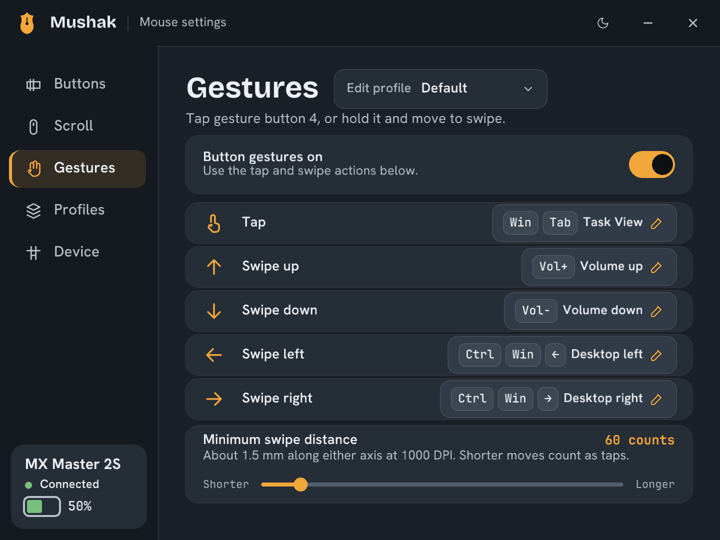 Mushak
Mouse settings
Buttons
Scroll
Gestures
Profiles
Device
MX Master 2S
Connected
50%
Gestures
Edit profile Default
Tap gesture button 4, or hold it and move to swipe.
Button gestures on
Use the tap and swipe actions below.
Tap Win Tab Task View
Swipe up Vol+ Volume up
Swipe down Vol- Volume down
Swipe left Ctrl Win ← Desktop left
Swipe right Ctrl Win → Desktop right
Minimum swipe distance 60 counts
About 1.5 mm along either axis at 1000 DPI. Shorter moves count as taps.
Shorter Longer